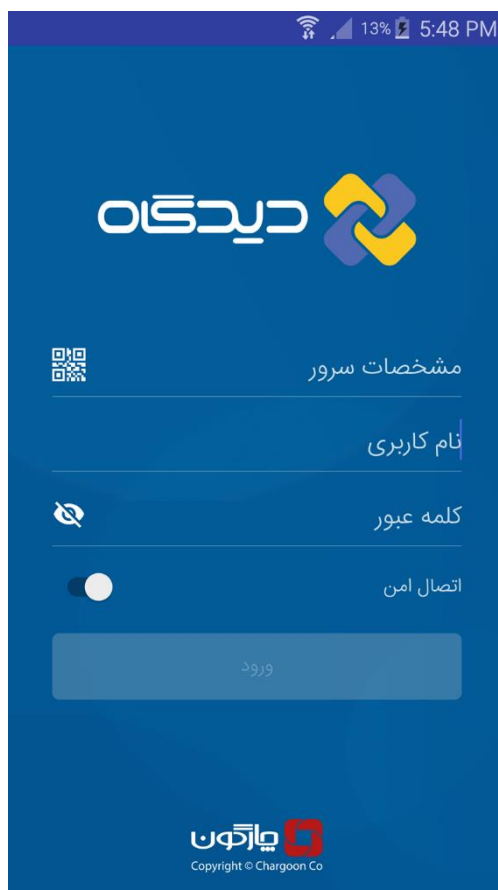 13% 5:48 PM
دیدگاه
مشخصات سرور
نام کاربری
کلمه عبور
اتصال امن
ورود
چارگون
Copyright © Chargoon Co